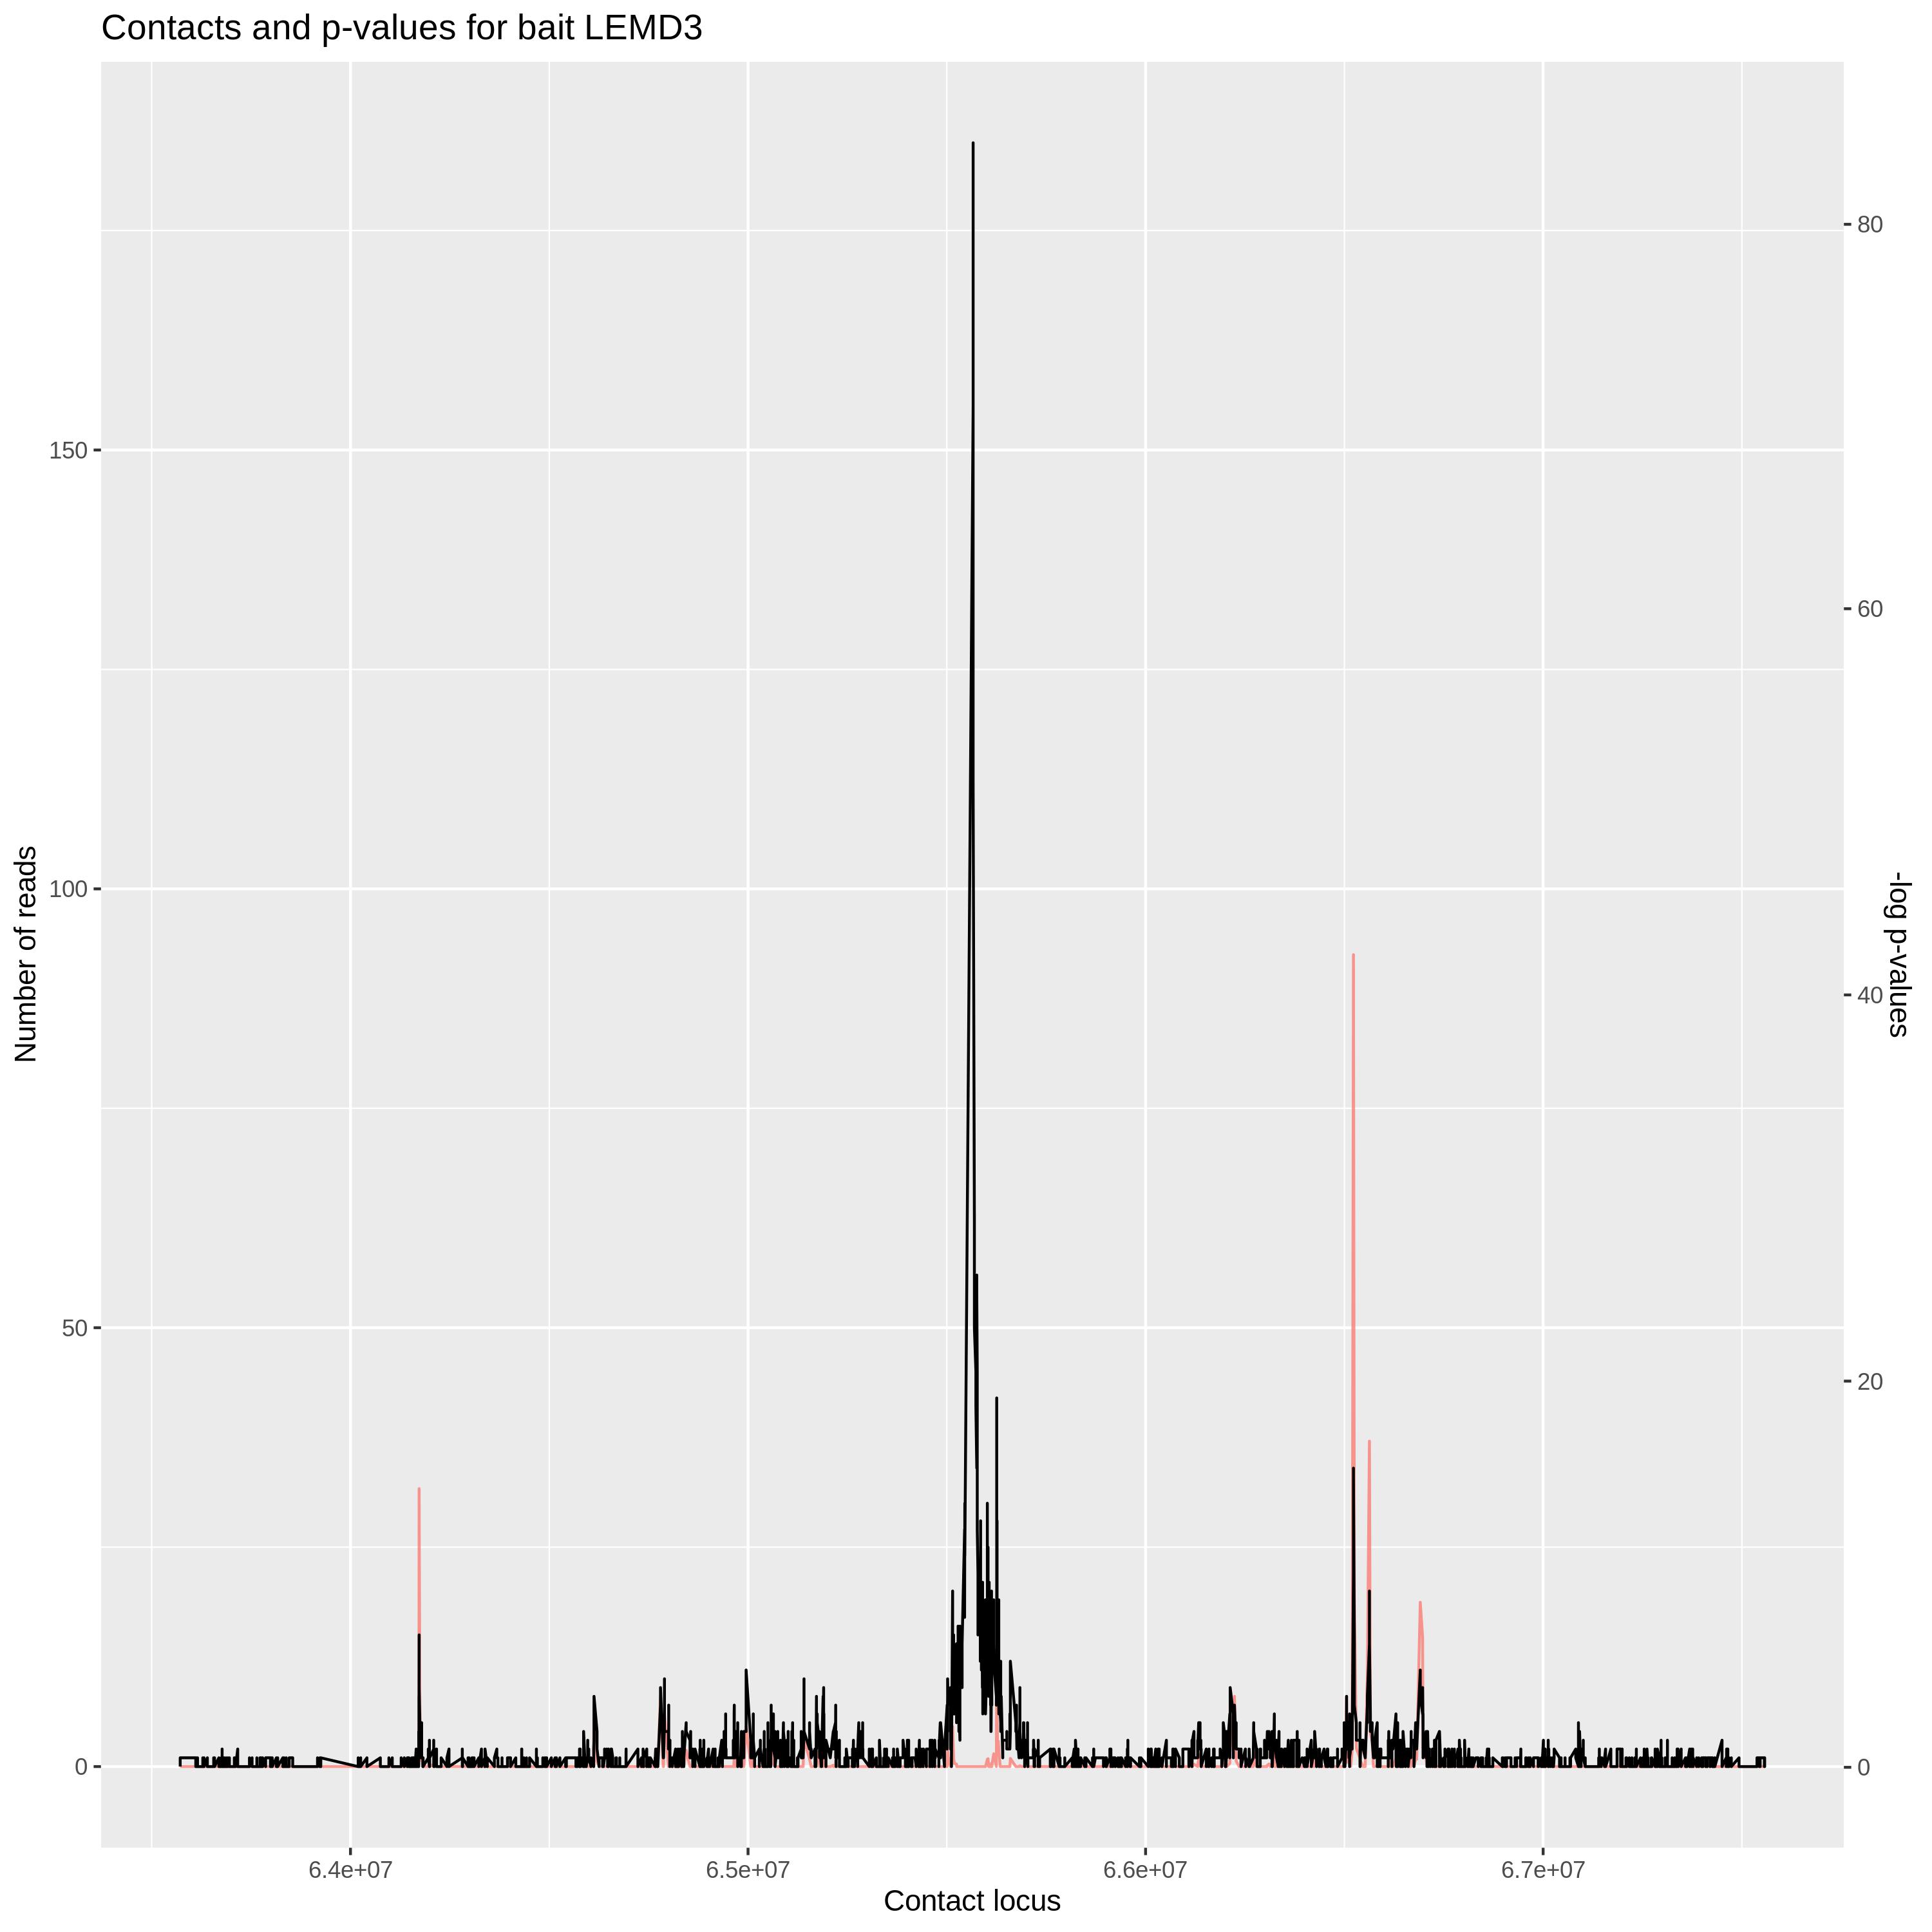 Contacts and p-values for bait LEMD3
Number of reads
150
100
50
0
80
60
40
20
0
-log p-values
6.4e+07
6.5e+07
6.6e+07
6.7e+07
Contact locus